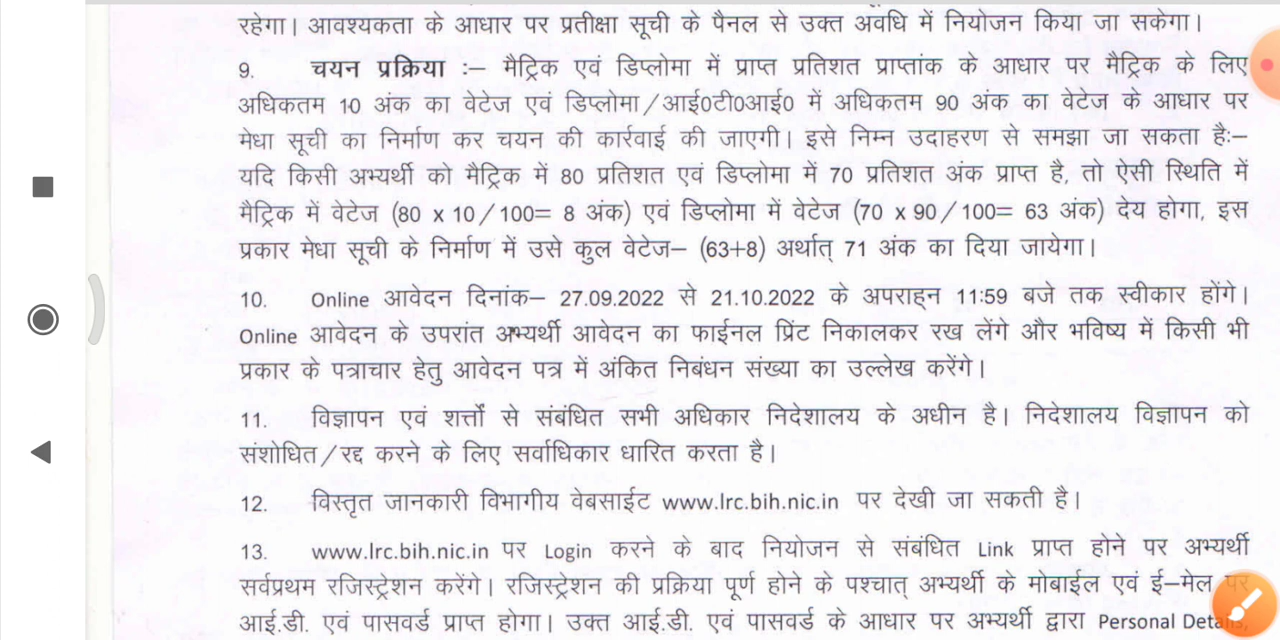 रहेगा। आवश्यकता के आधार पर प्रतीक्षा सूची के पैनल से उक्त अवधि में नियोजन किया जा सकेगा।
9. चयन प्रक्रिया :– मैट्रिक एवं डिप्लोमा में प्राप्त प्रतिशत प्राप्तांक के आधार पर मैट्रिक के लिए
अधिकतम 10 अंक का वेटेज एवं डिप्लोमा/आई0टी0आई0 में अधिकतम 90 अंक का वेटेज के आधार पर
मेधा सूची का निर्माण कर चयन की कार्रवाई की जाएगी। इसे निम्न उदाहरण से समझा जा सकता है:–
यदि किसी अभ्यर्थी को मैट्रिक में 80 प्रतिशत एवं डिप्लोमा में 70 प्रतिशत अंक प्राप्त है, तो ऐसी स्थिति में
मैट्रिक में वेटेज (80 x 10/100= 8 अंक) एवं डिप्लोमा में वेटेज (70 x 90/100= 63 अंक) देय होगा, इस
प्रकार मेधा सूची के निर्माण में उसे कुल वेटेज– (63+8) अर्थात् 71 अंक का दिया जायेगा।
10. Online आवेदन दिनांक– 27.09.2022 से 21.10.2022 के अपराह्न 11:59 बजे तक स्वीकार होंगे।
Online आवेदन के उपरांत अभ्यर्थी आवेदन का फाईनल प्रिंट निकालकर रख लेंगे और भविष्य में किसी भी
प्रकार के पत्राचार हेतु आवेदन पत्र में अंकित निबंधन संख्या का उल्लेख करेंगे।
11. विज्ञापन एवं शर्त्तों से संबंधित सभी अधिकार निदेशालय के अधीन है। निदेशालय विज्ञापन को
संशोधित/रद्द करने के लिए सर्वाधिकार धारित करता है।
12. विस्तृत जानकारी विभागीय वेबसाईट www.lrc.bih.nic.in पर देखी जा सकती है।
13. www.lrc.bih.nic.in पर Login करने के बाद नियोजन से संबंधित Link प्राप्त होने पर अभ्यर्थी
सर्वप्रथम रजिस्ट्रेशन करेंगे। रजिस्ट्रेशन की प्रक्रिया पूर्ण होने के पश्चात् अभ्यर्थी के मोबाईल एवं ई–मेल पर
आई.डी. एवं पासवर्ड प्राप्त होगा। उक्त आई.डी. एवं पासवर्ड के आधार पर अभ्यर्थी द्वारा Personal Details,